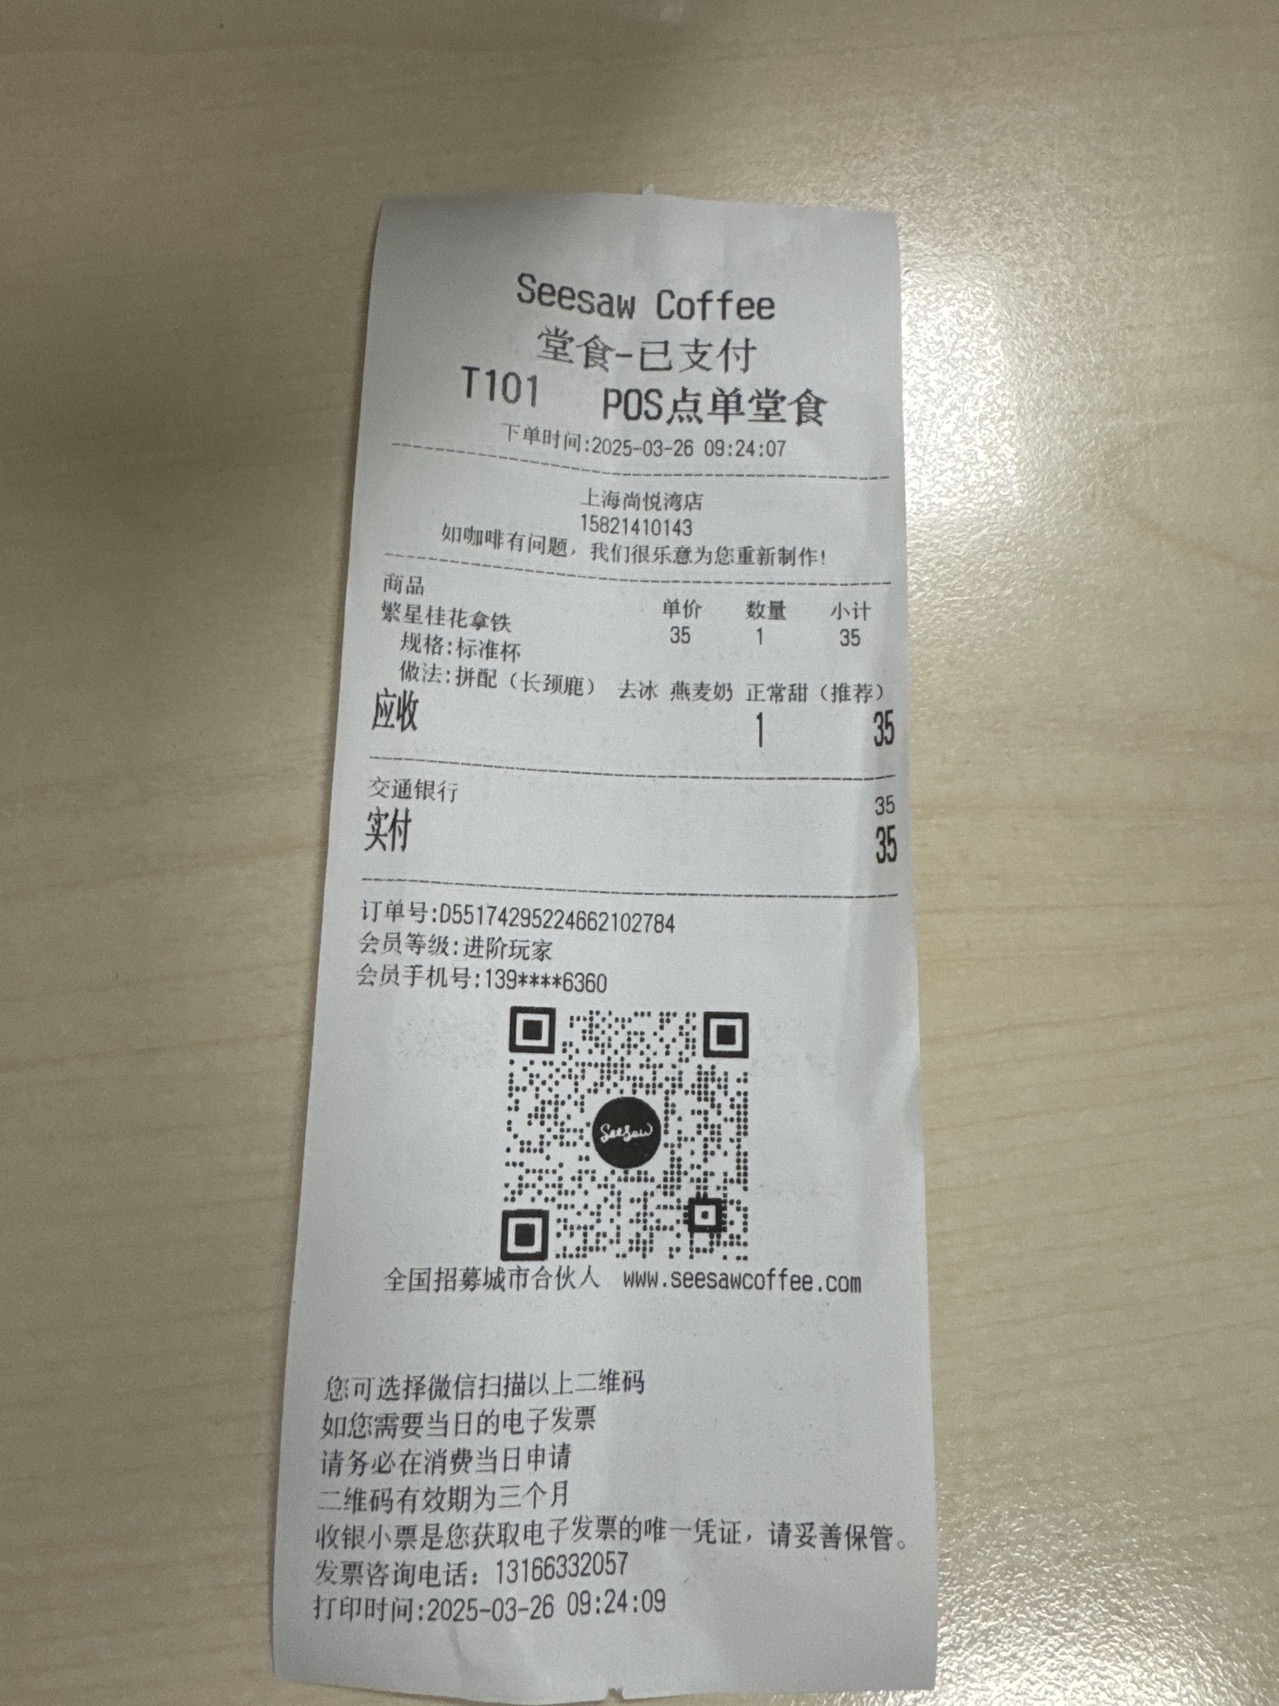 Seesaw Coffee
堂食-已支付
T101 POS点单堂食
下单时间:2025-03-26 09:24:07
上海尚悦湾店
15821410143
如咖啡有问题，我们很乐意为您重新制作!
商品 单价 数量 小计
繁星桂花拿铁 35 1 35
规格:标准杯
做法:拼配（长颈鹿） 去冰 燕麦奶 正常甜（推荐）
应收 1 35
交通银行 35
实付 35
订单号:D55174295224662102784
会员等级:进阶玩家
会员手机号:139****6360
Seesaw
全国招募城市合伙人 www.seesawcoffee.com
您可选择微信扫描以上二维码
如您需要当日的电子发票
请务必在消费当日申请
二维码有效期为三个月
收银小票是您获取电子发票的唯一凭证，请妥善保管。
发票咨询电话：13166332057
打印时间:2025-03-26 09:24:09